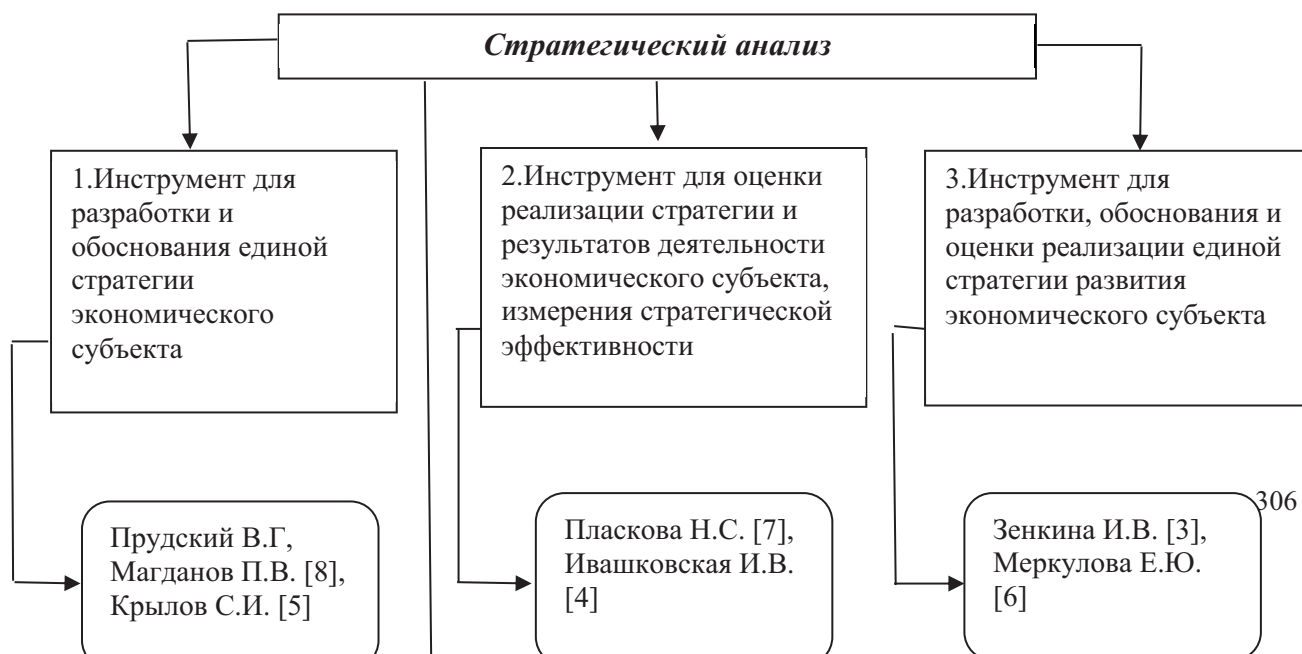 Стратегический анализ
1.Инструмент для
разработки и
обоснования единой
стратегии
экономического
субъекта
2.Инструмент для оценки
реализации стратегии и
результатов деятельности
экономического субъекта,
измерения стратегической
эффективности
3.Инструмент для
разработки, обоснования и
оценки реализации единой
стратегии развития
экономического субъекта
Прудский В.Г,
Магданов П.В. [8],
Крылов С.И. [5]
Пласкова Н.С. [7],
Ивашковская И.В.
[4]
Зенкина И.В. [3],
Меркулова Е.Ю.
[6]
306